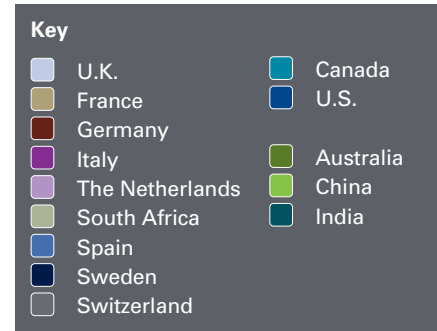 Key
U.K.
France
Germany
Italy
The Netherlands
South Africa
Spain
Sweden
Switzerland
Canada
U.S.
Australia
China
India